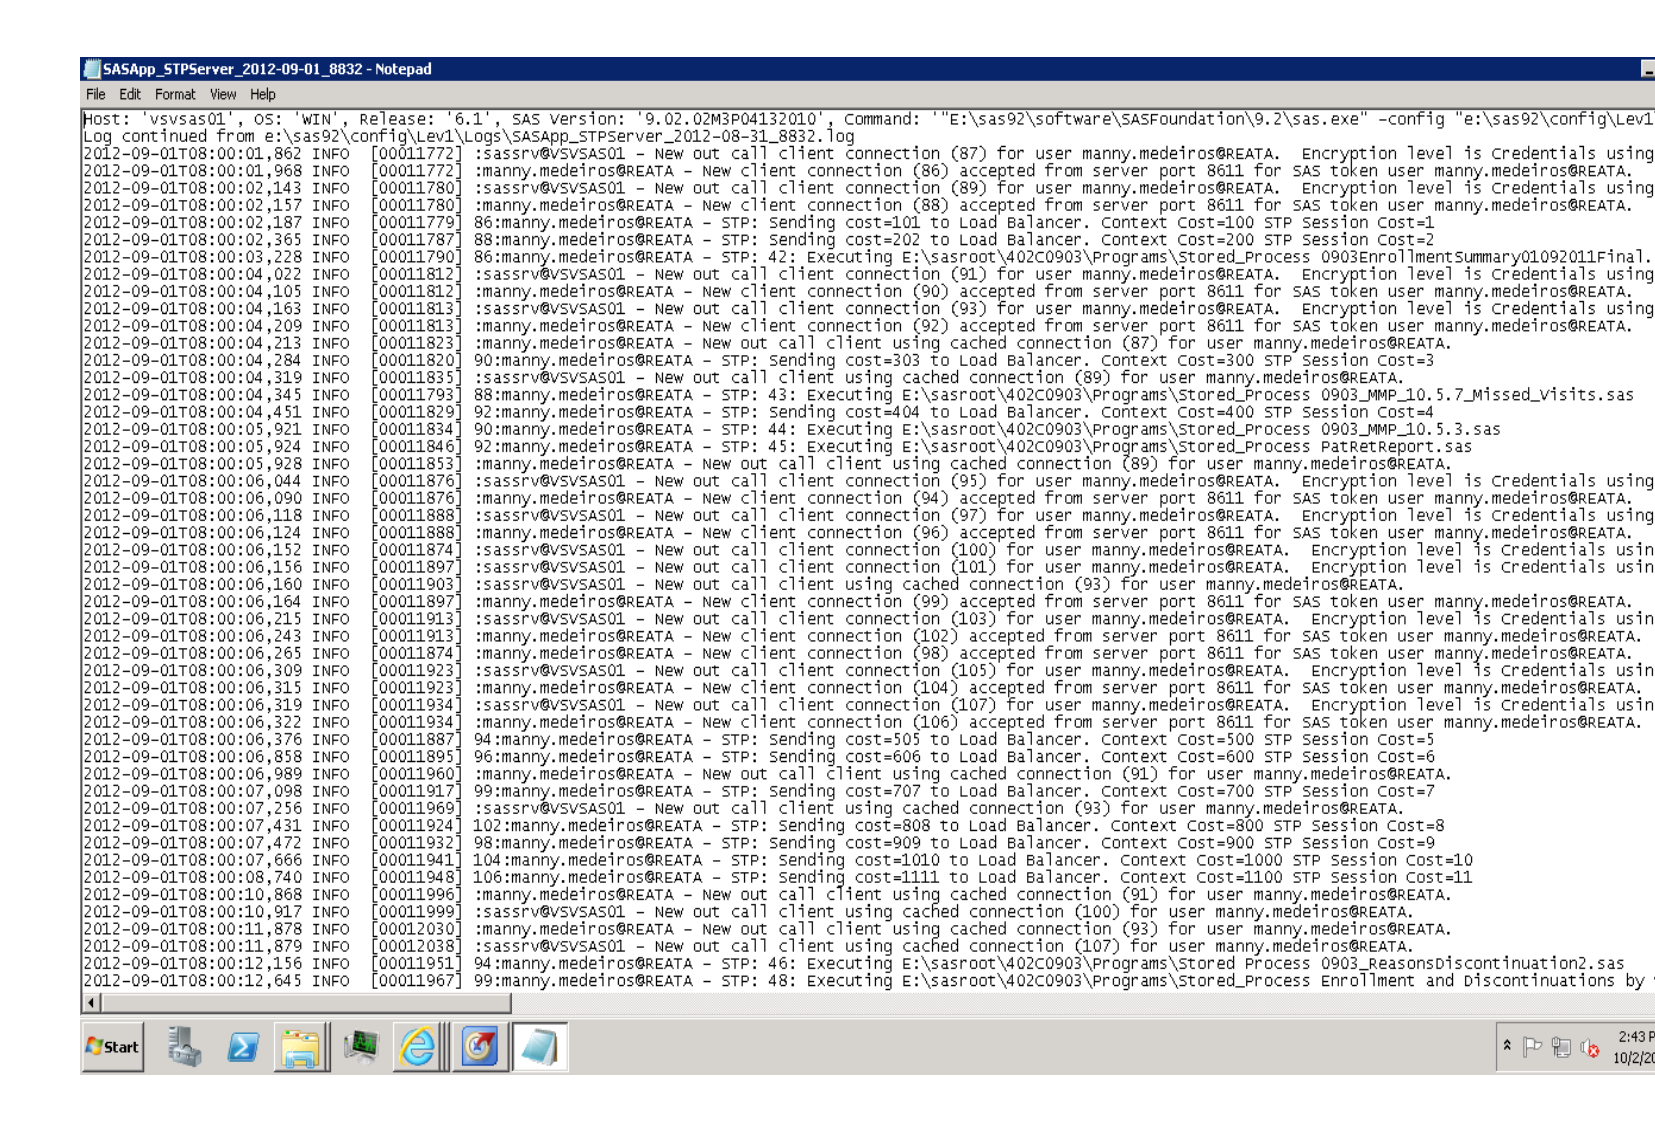 SASApp_STPServer_2012-09-01_8832 - Notepad
File Edit Format View Help
Host: 'vsvsas01', OS: 'WIN', Release: '6.1', SAS Version: '9.02.02M3P04132010', Command: '"E:\sas92\software\SASFoundation\9.2\sas.exe" -config "e:\sas92\config\Lev1
Log continued from e:\sas92\config\Lev1\Logs\SASApp_STPServer_2012-08-31_8832.log
2012-09-01T08:00:01,862 INFO [00011772] :sassrv@VSVSAS01 - New out call client connection (87) for user manny.medeiros@REATA. Encryption level is Credentials using
2012-09-01T08:00:01,968 INFO [00011772] :manny.medeiros@REATA - New client connection (86) accepted from server port 8611 for SAS token user manny.medeiros@REATA.
2012-09-01T08:00:02,143 INFO [00011780] :sassrv@VSVSAS01 - New out call client connection (89) for user manny.medeiros@REATA. Encryption level is Credentials using
2012-09-01T08:00:02,157 INFO [00011780] :manny.medeiros@REATA - New client connection (88) accepted from server port 8611 for SAS token user manny.medeiros@REATA.
2012-09-01T08:00:02,187 INFO [00011779] 86:manny.medeiros@REATA - STP: Sending cost=101 to Load Balancer. Context Cost=100 STP Session Cost=1
2012-09-01T08:00:02,365 INFO [00011787] 88:manny.medeiros@REATA - STP: Sending cost=202 to Load Balancer. Context Cost=200 STP Session Cost=2
2012-09-01T08:00:03,228 INFO [00011790] 86:manny.medeiros@REATA - STP: 42: Executing E:\sasroot\402C0903\Programs\Stored_Process 0903EnrollmentSummary01092011Final.
2012-09-01T08:00:04,022 INFO [00011812] :sassrv@VSVSAS01 - New out call client connection (91) for user manny.medeiros@REATA. Encryption level is Credentials using
2012-09-01T08:00:04,105 INFO [00011812] :manny.medeiros@REATA - New client connection (90) accepted from server port 8611 for SAS token user manny.medeiros@REATA.
2012-09-01T08:00:04,163 INFO [00011813] :sassrv@VSVSAS01 - New out call client connection (93) for user manny.medeiros@REATA. Encryption level is Credentials using
2012-09-01T08:00:04,209 INFO [00011813] :manny.medeiros@REATA - New client connection (92) accepted from server port 8611 for SAS token user manny.medeiros@REATA.
2012-09-01T08:00:04,213 INFO [00011823] :manny.medeiros@REATA - New out call client using cached connection (87) for user manny.medeiros@REATA.
2012-09-01T08:00:04,284 INFO [00011820] 90:manny.medeiros@REATA - STP: Sending cost=303 to Load Balancer. Context Cost=300 STP Session Cost=3
2012-09-01T08:00:04,319 INFO [00011835] :sassrv@VSVSAS01 - New out call client using cached connection (89) for user manny.medeiros@REATA.
2012-09-01T08:00:04,345 INFO [00011793] 88:manny.medeiros@REATA - STP: 43: Executing E:\sasroot\402C0903\Programs\Stored_Process 0903_MMP_10.5.7_Missed_Visits.sas
2012-09-01T08:00:04,451 INFO [00011829] 92:manny.medeiros@REATA - STP: Sending cost=404 to Load Balancer. Context Cost=400 STP Session Cost=4
2012-09-01T08:00:05,921 INFO [00011834] 90:manny.medeiros@REATA - STP: 44: Executing E:\sasroot\402C0903\Programs\Stored_Process 0903_MMP_10.5.3.sas
2012-09-01T08:00:05,924 INFO [00011846] 92:manny.medeiros@REATA - STP: 45: Executing E:\sasroot\402C0903\Programs\Stored_Process PatRetReport.sas
2012-09-01T08:00:05,928 INFO [00011853] :manny.medeiros@REATA - New out call client using cached connection (89) for user manny.medeiros@REATA.
2012-09-01T08:00:06,044 INFO [00011876] :sassrv@VSVSAS01 - New out call client connection (95) for user manny.medeiros@REATA. Encryption level is Credentials using
2012-09-01T08:00:06,090 INFO [00011876] :manny.medeiros@REATA - New client connection (94) accepted from server port 8611 for SAS token user manny.medeiros@REATA.
2012-09-01T08:00:06,118 INFO [00011888] :sassrv@VSVSAS01 - New out call client connection (97) for user manny.medeiros@REATA. Encryption level is Credentials using
2012-09-01T08:00:06,124 INFO [00011888] :manny.medeiros@REATA - New client connection (96) accepted from server port 8611 for SAS token user manny.medeiros@REATA.
2012-09-01T08:00:06,152 INFO [00011874] :sassrv@VSVSAS01 - New out call client connection (100) for user manny.medeiros@REATA. Encryption level is Credentials usin
2012-09-01T08:00:06,156 INFO [00011897] :sassrv@VSVSAS01 - New out call client connection (101) for user manny.medeiros@REATA. Encryption level is Credentials usin
2012-09-01T08:00:06,160 INFO [00011903] :sassrv@VSVSAS01 - New out call client using cached connection (93) for user manny.medeiros@REATA.
2012-09-01T08:00:06,164 INFO [00011897] :manny.medeiros@REATA - New client connection (99) accepted from server port 8611 for SAS token user manny.medeiros@REATA.
2012-09-01T08:00:06,215 INFO [00011913] :sassrv@VSVSAS01 - New out call client connection (103) for user manny.medeiros@REATA. Encryption level is Credentials usin
2012-09-01T08:00:06,243 INFO [00011913] :manny.medeiros@REATA - New client connection (102) accepted from server port 8611 for SAS token user manny.medeiros@REATA.
2012-09-01T08:00:06,265 INFO [00011874] :manny.medeiros@REATA - New client connection (98) accepted from server port 8611 for SAS token user manny.medeiros@REATA.
2012-09-01T08:00:06,309 INFO [00011923] :sassrv@VSVSAS01 - New out call client connection (105) for user manny.medeiros@REATA. Encryption level is Credentials usin
2012-09-01T08:00:06,315 INFO [00011923] :manny.medeiros@REATA - New client connection (104) accepted from server port 8611 for SAS token user manny.medeiros@REATA.
2012-09-01T08:00:06,319 INFO [00011934] :sassrv@VSVSAS01 - New out call client connection (107) for user manny.medeiros@REATA. Encryption level is Credentials usin
2012-09-01T08:00:06,322 INFO [00011934] :manny.medeiros@REATA - New client connection (106) accepted from server port 8611 for SAS token user manny.medeiros@REATA.
2012-09-01T08:00:06,376 INFO [00011887] 94:manny.medeiros@REATA - STP: Sending cost=505 to Load Balancer. Context Cost=500 STP Session Cost=5
2012-09-01T08:00:06,858 INFO [00011895] 96:manny.medeiros@REATA - STP: Sending cost=606 to Load Balancer. Context Cost=600 STP Session Cost=6
2012-09-01T08:00:06,989 INFO [00011960] :manny.medeiros@REATA - New out call client using cached connection (91) for user manny.medeiros@REATA.
2012-09-01T08:00:07,098 INFO [00011917] 99:manny.medeiros@REATA - STP: Sending cost=707 to Load Balancer. Context Cost=700 STP Session Cost=7
2012-09-01T08:00:07,256 INFO [00011969] :sassrv@VSVSAS01 - New out call client using cached connection (93) for user manny.medeiros@REATA.
2012-09-01T08:00:07,431 INFO [00011924] 102:manny.medeiros@REATA - STP: Sending cost=808 to Load Balancer. Context Cost=800 STP Session Cost=8
2012-09-01T08:00:07,472 INFO [00011932] 98:manny.medeiros@REATA - STP: Sending cost=909 to Load Balancer. Context Cost=900 STP Session Cost=9
2012-09-01T08:00:07,666 INFO [00011941] 104:manny.medeiros@REATA - STP: Sending cost=1010 to Load Balancer. Context Cost=1000 STP Session Cost=10
2012-09-01T08:00:08,740 INFO [00011948] 106:manny.medeiros@REATA - STP: Sending cost=1111 to Load Balancer. Context Cost=1100 STP Session Cost=11
2012-09-01T08:00:10,868 INFO [00011996] :manny.medeiros@REATA - New out call client using cached connection (91) for user manny.medeiros@REATA.
2012-09-01T08:00:10,917 INFO [00011999] :sassrv@VSVSAS01 - New out call client using cached connection (100) for user manny.medeiros@REATA.
2012-09-01T08:00:11,878 INFO [00012030] :manny.medeiros@REATA - New out call client using cached connection (93) for user manny.medeiros@REATA.
2012-09-01T08:00:11,879 INFO [00012038] :sassrv@VSVSAS01 - New out call client using cached connection (107) for user manny.medeiros@REATA.
2012-09-01T08:00:12,156 INFO [00011951] 94:manny.medeiros@REATA - STP: 46: Executing E:\sasroot\402C0903\Programs\Stored Process 0903_ReasonsDiscontinuation2.sas
2012-09-01T08:00:12,645 INFO [00011967] 99:manny.medeiros@REATA - STP: 48: Executing E:\sasroot\402C0903\Programs\Stored_Process Enrollment and Discontinuations by
Start
2:43 P
10/2/20